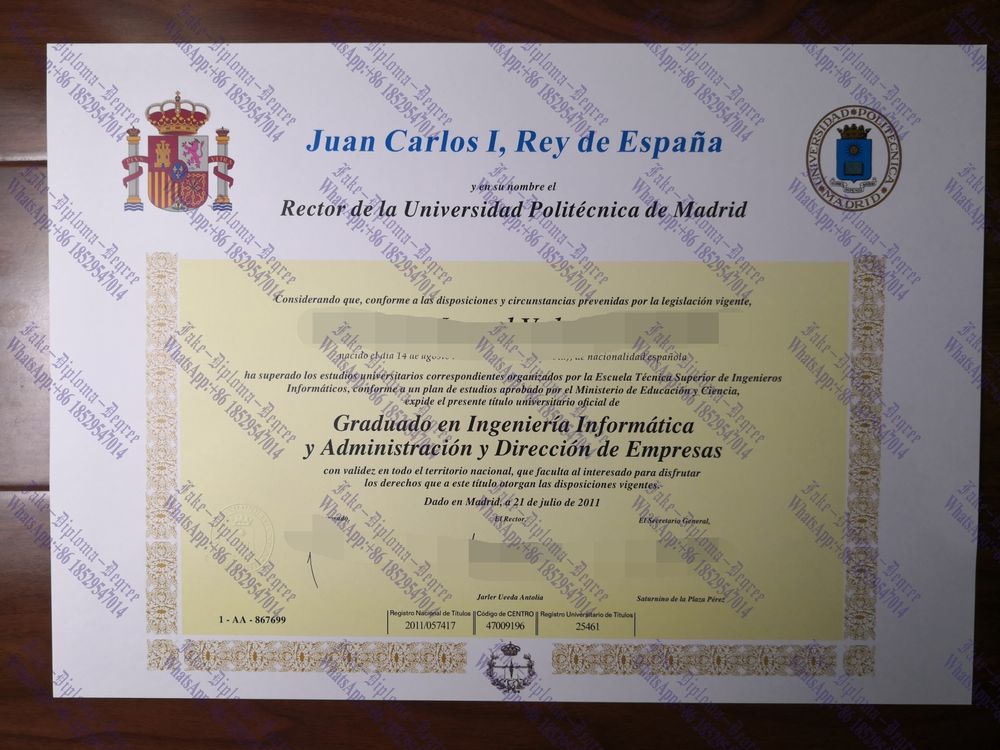 Juan Carlos I, Rey de España
y en su nombre el
Rector de la Universidad Politécnica de Madrid
UNIVERSIDAD POLITÉCNICA MADRID
Considerando que, conforme a las disposiciones y circunstancias prevenidas por la legislación vigente,
nacido el día 14 de agosto
de nacionalidad española
ha superado los estudios universitarios correspondientes organizados por la Escuela Técnica Superior de Ingenieros
Informáticos, conforme a un plan de estudios aprobado por el Ministerio de Educación y Ciencia,
expide el presente título universitario oficial de
Graduado en Ingeniería Informática
y Administración y Dirección de Empresas
con validez en todo el territorio nacional, que faculta al interesado para disfrutar
los derechos que a este título otorgan las disposiciones vigentes.
Dado en Madrid, a 21 de julio de 2011
El Rector,
El Secretario General,
Jarler Uceda Antolia
Saturnino de la Plaza Pérez
1 - AA - 867699
Registro Nacional de Títulos
Código de CENTRO
Registro Universitario de Títulos
2011/057417
47009196
25461
Fake-Diploma-Degree
WhatsApp:+86 18529547014